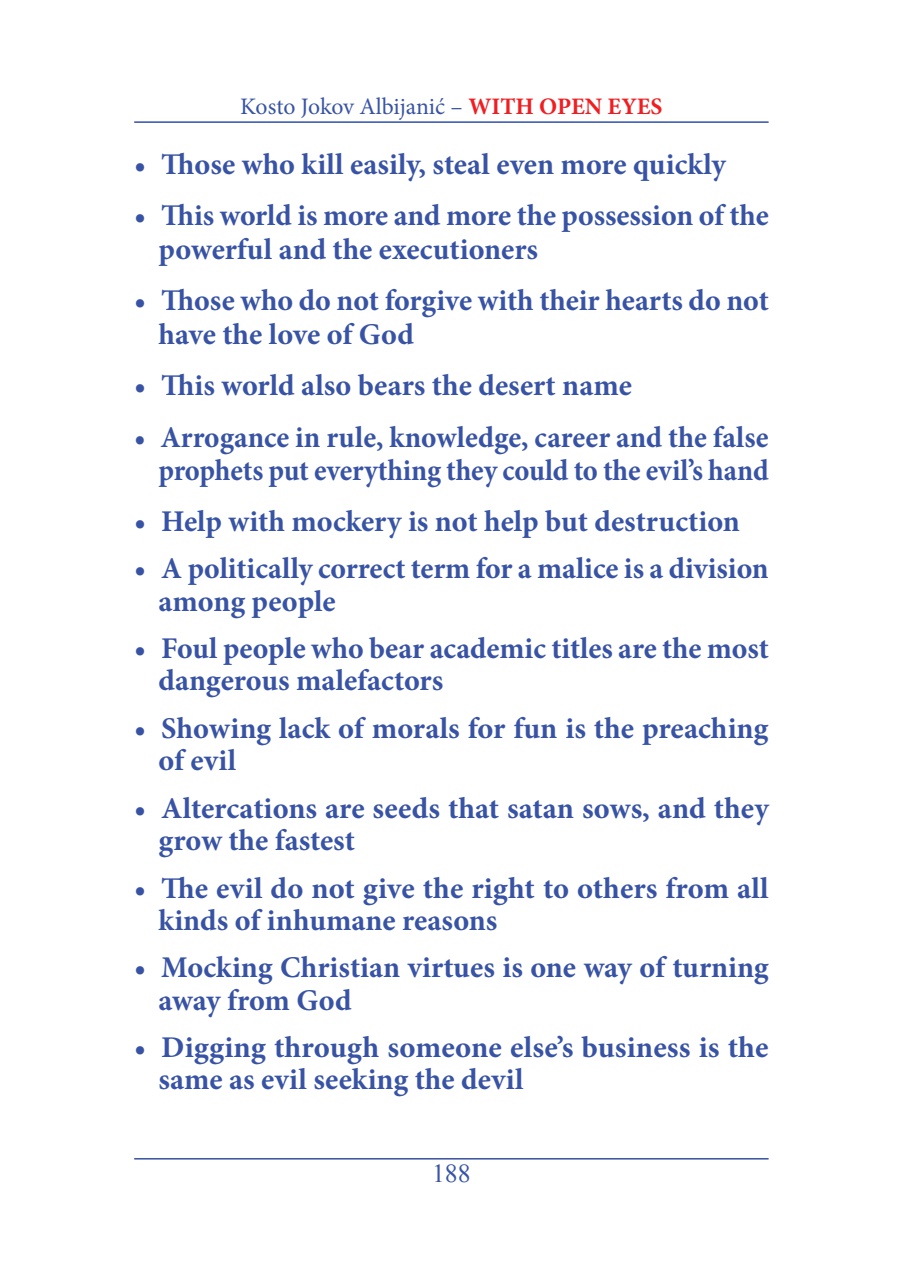 Kosto Jokov Albijanić – WITH OPEN EYES
• Those who kill easily, steal even more quickly
• This world is more and more the possession of the
powerful and the executioners
• Those who do not forgive with their hearts do not
have the love of God
• This world also bears the desert name
• Arrogance in rule, knowledge, career and the false
prophets put everything they could to the evil’s hand
• Help with mockery is not help but destruction
• A politically correct term for a malice is a division
among people
• Foul people who bear academic titles are the most
dangerous malefactors
• Showing lack of morals for fun is the preaching
of evil
• Altercations are seeds that satan sows, and they
grow the fastest
• The evil do not give the right to others from all
kinds of inhumane reasons
• Mocking Christian virtues is one way of turning
away from God
• Digging through someone else’s business is the
same as evil seeking the devil
188